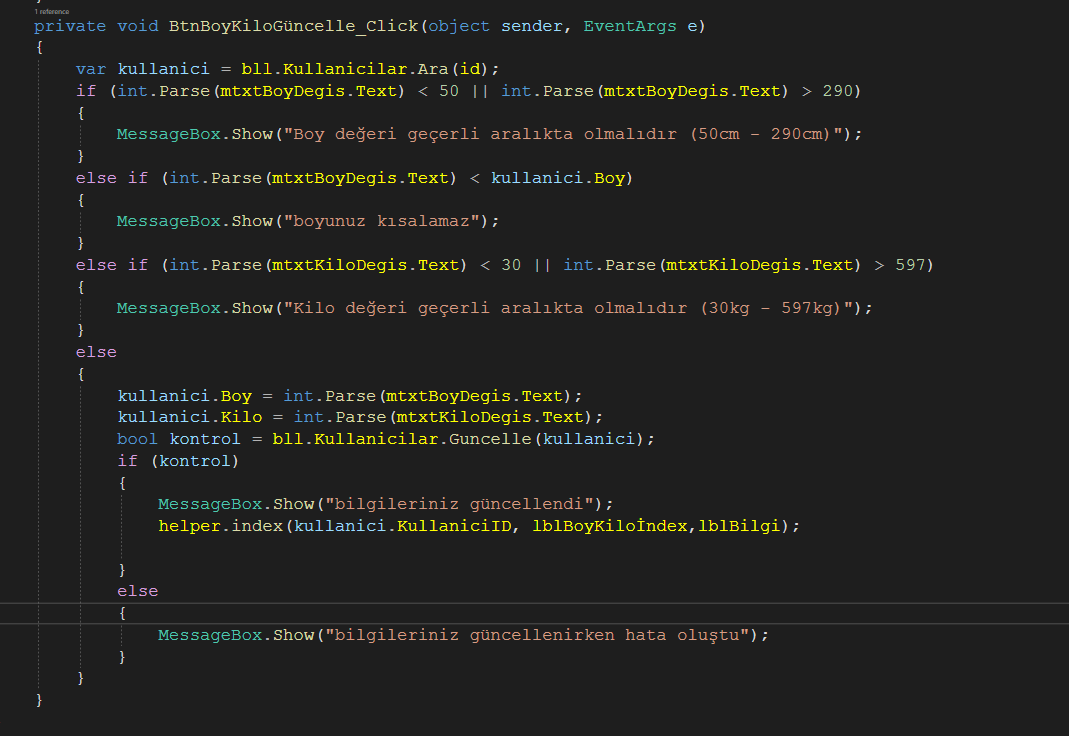 1 reference
private void BtnBoyKiloGüncelle_Click(object sender, EventArgs e)
{
var kullanici = bll.Kullanicilar.Ara(id);
if (int.Parse(mtxtBoyDegis.Text) < 50 || int.Parse(mtxtBoyDegis.Text) > 290)
{
MessageBox.Show("Boy değeri geçerli aralıkta olmalıdır (50cm - 290cm)");
}
else if (int.Parse(mtxtBoyDegis.Text) < kullanici.Boy)
{
MessageBox.Show("boyunuz kısalamaz");
}
else if (int.Parse(mtxtKiloDegis.Text) < 30 || int.Parse(mtxtKiloDegis.Text) > 597)
{
MessageBox.Show("Kilo değeri geçerli aralıkta olmalıdır (30kg - 597kg)");
}
else
{
kullanici.Boy = int.Parse(mtxtBoyDegis.Text);
kullanici.Kilo = int.Parse(mtxtKiloDegis.Text);
bool kontrol = bll.Kullanicilar.Guncelle(kullanici);
if (kontrol)
{
MessageBox.Show("bilgileriniz güncellendi");
helper.index(kullanici.KullaniciID, lblBoyKiloİndex,lblBilgi);
}
else
{
MessageBox.Show("bilgileriniz güncellenirken hata oluştu");
}
}
}